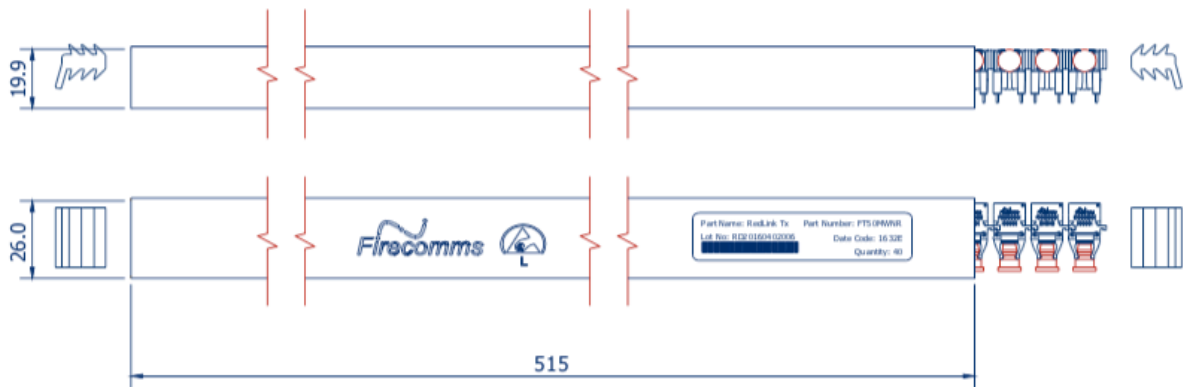 19.9
26.0
Firecomms
L
Part Name: RedLink Tx Part Number: FT50MWNR
Lot No: RD20160402006 Date Code: 1632E
Quantity: 40
515